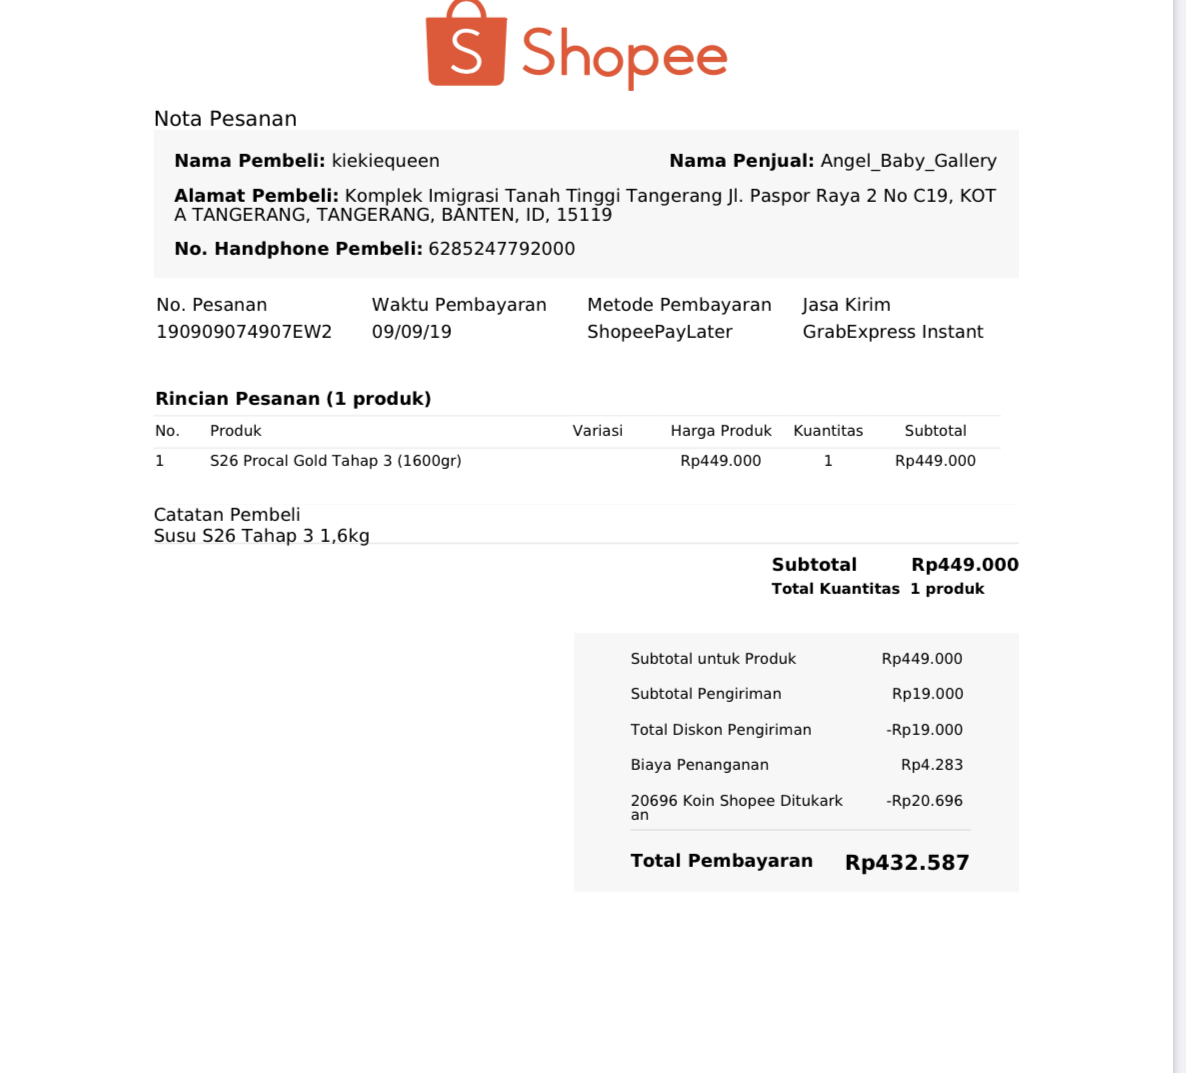 S Shopee
Nota Pesanan
Nama Pembeli: kiekiequeen Nama Penjual: Angel_Baby_Gallery
Alamat Pembeli: Komplek Imigrasi Tanah Tinggi Tangerang Jl. Paspor Raya 2 No C19, KOT
A TANGERANG, TANGERANG, BANTEN, ID, 15119
No. Handphone Pembeli: 6285247792000
No. Pesanan Waktu Pembayaran Metode Pembayaran Jasa Kirim
190909074907EW2 09/09/19 ShopeePayLater GrabExpress Instant
Rincian Pesanan (1 produk)
No. Produk Variasi Harga Produk Kuantitas Subtotal
1 S26 Procal Gold Tahap 3 (1600gr) Rp449.000 1 Rp449.000
Catatan Pembeli
Susu S26 Tahap 3 1,6kg
Subtotal Rp449.000
Total Kuantitas 1 produk
Subtotal untuk Produk Rp449.000
Subtotal Pengiriman Rp19.000
Total Diskon Pengiriman -Rp19.000
Biaya Penanganan Rp4.283
20696 Koin Shopee Ditukark -Rp20.696
an
Total Pembayaran Rp432.587